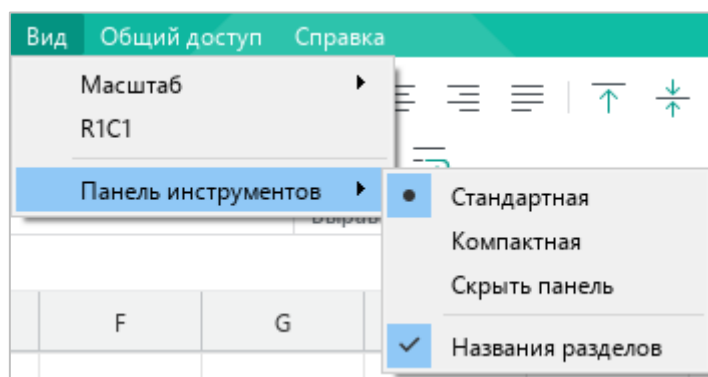 Вид Общий доступ Справка
Масштаб
R1C1
Панель инструментов
Стандартная
Компактная
Скрыть панель
Названия разделов
F G